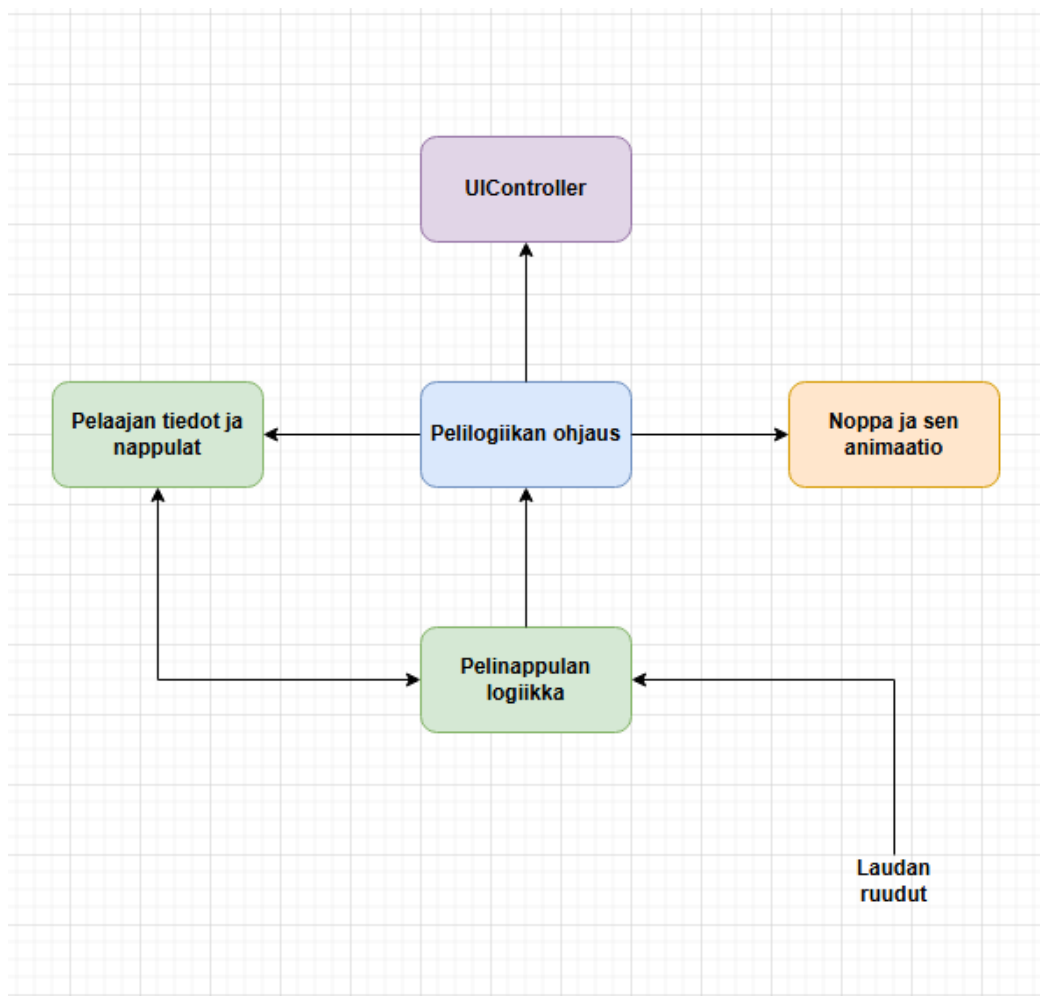 UIController
Pelaajan tiedot ja
nappulat
Pelilogiikan ohjaus
Noppa ja sen
animaatio
Pelinappulan
logiikka
Laudan
ruudut